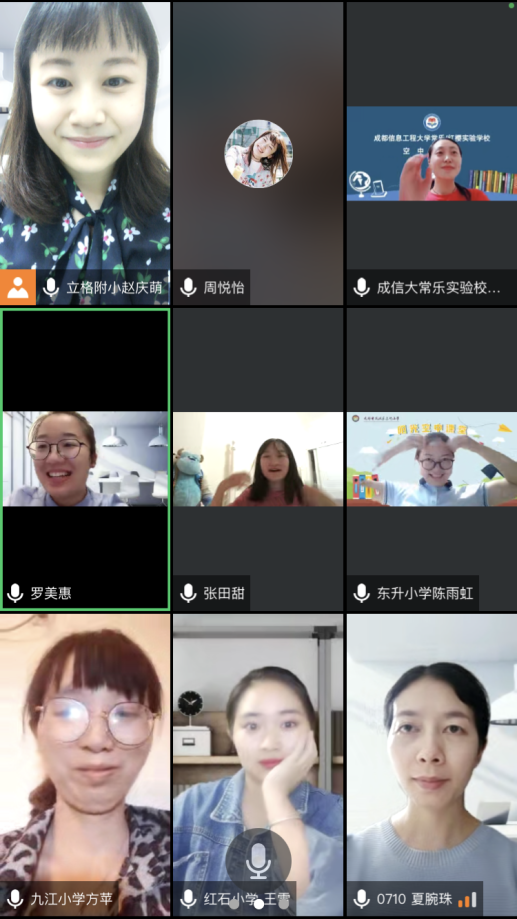 立格附小赵庆萌
周悦怡
成都信息工程大学常乐
实验学校
空中
成信大常乐实验校...
罗美惠
张田甜
东升小学陈雨虹
九江小学方苹
红石小学 王雪
0710 夏腕珠